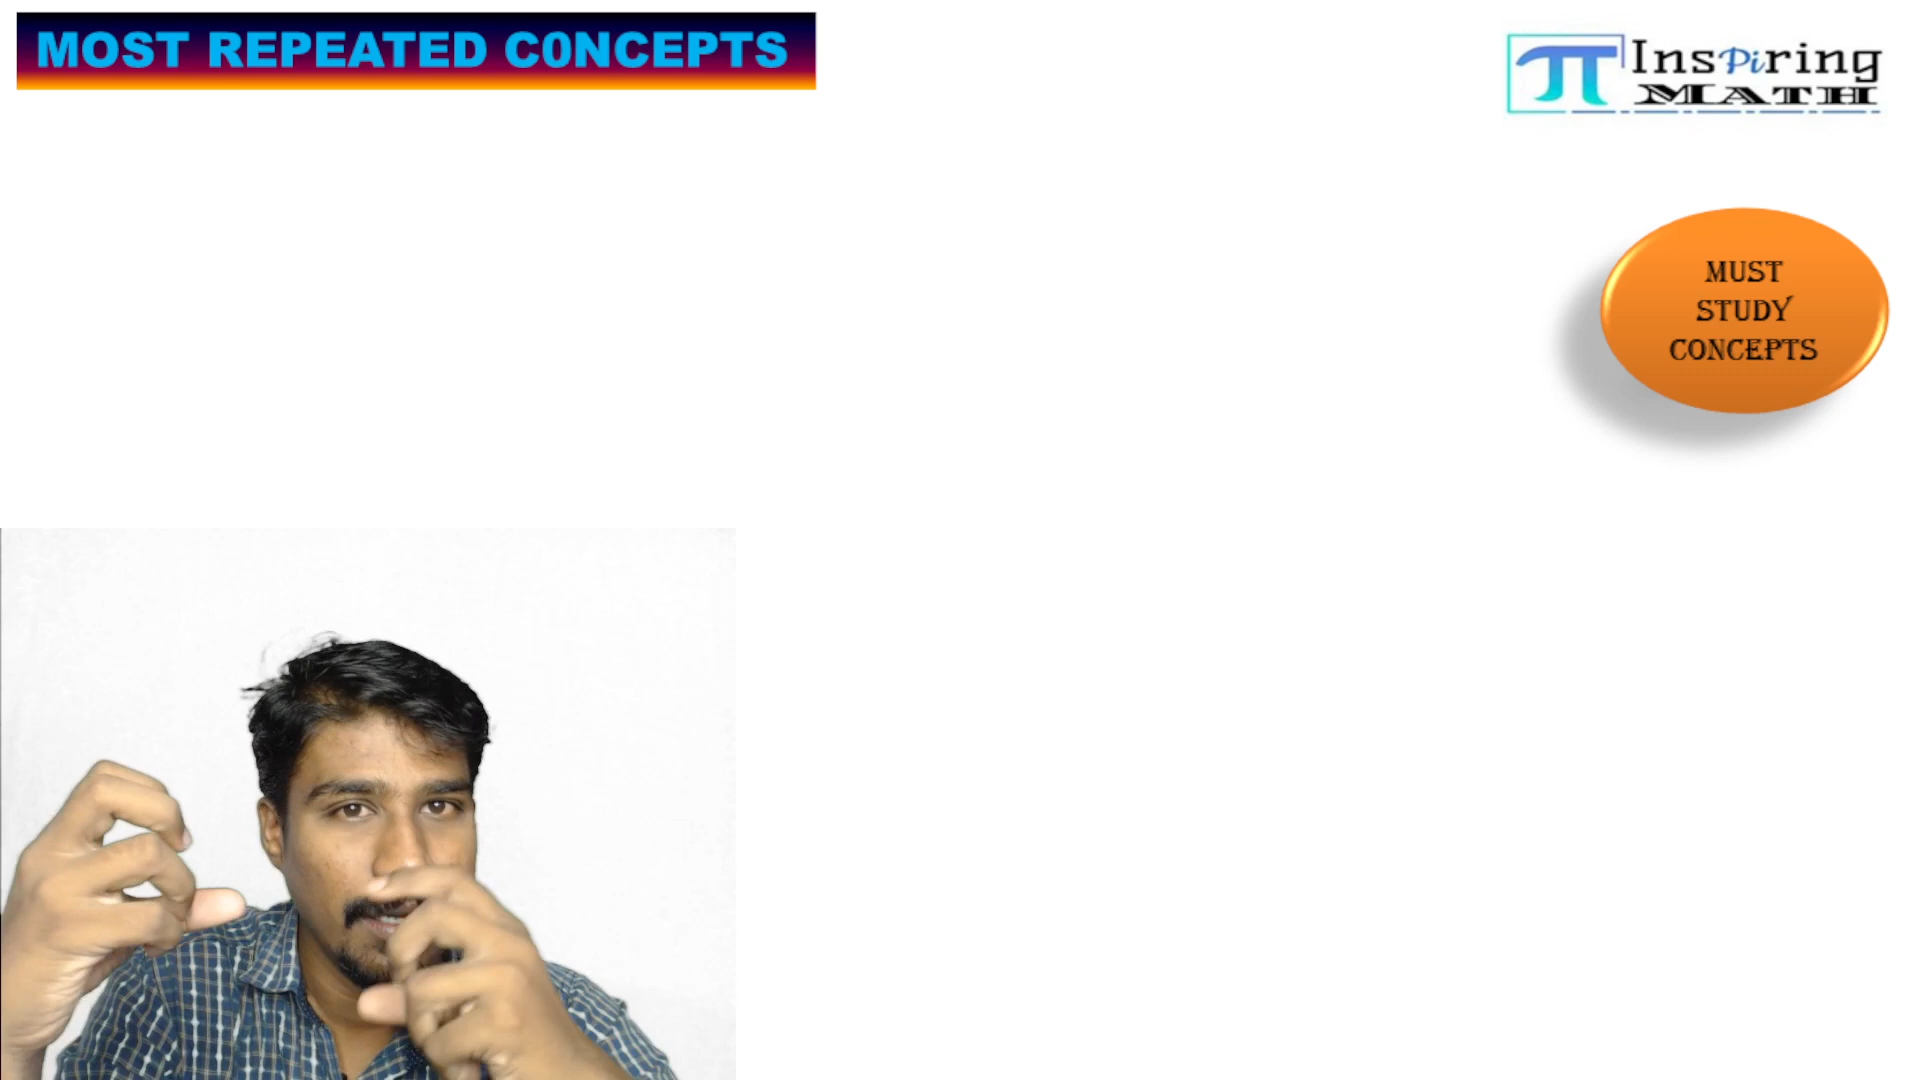 MOST REPEATED C0NCEPTS
InsPiring
MATH
MUST
STUDY
CONCEPTS